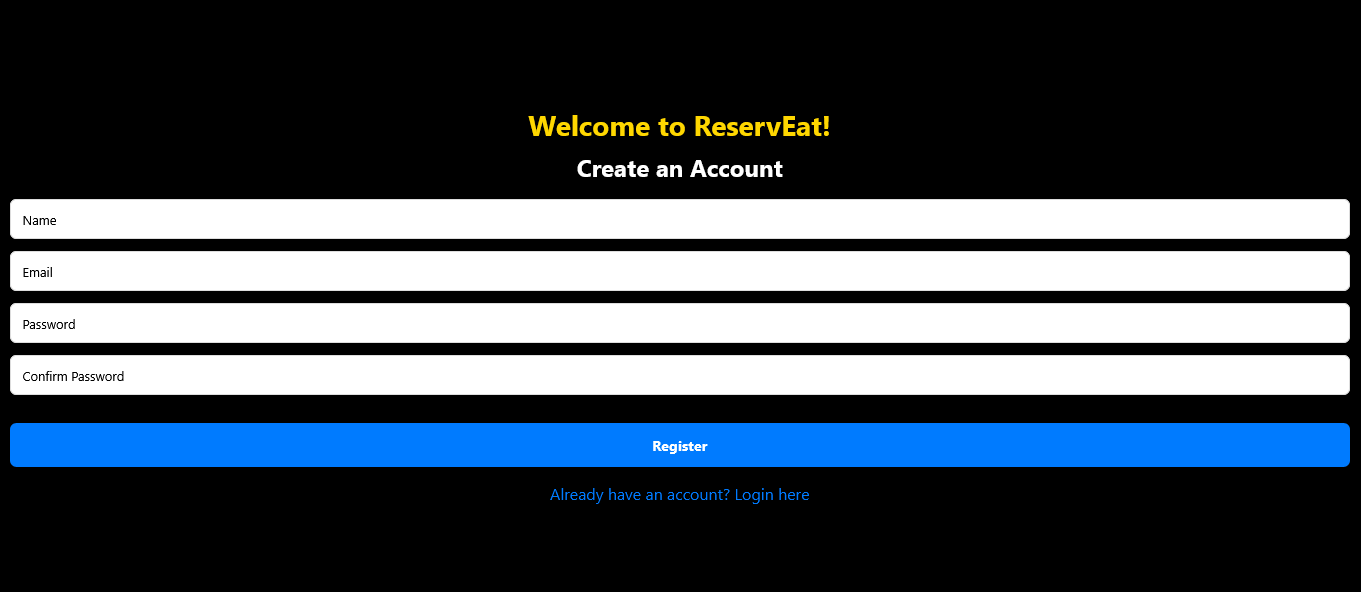 Welcome to ReservEat!
Create an Account
Name
Email
Password
Confirm Password
Register
Already have an account? Login here